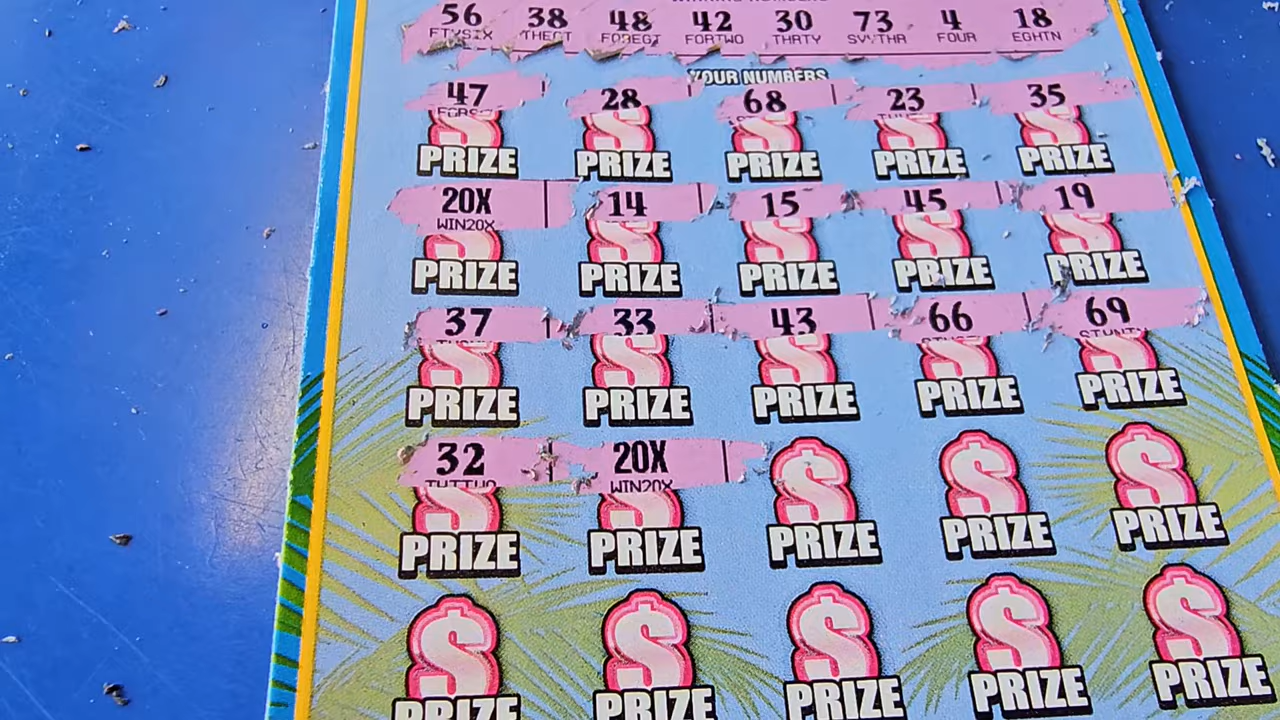 56 38 48 42 30 73 4 18
FTYSIX THEGT FOREGT FORTWO THRTY SVYTHR FOUR EGHTN
YOUR NUMBERS
47 28 68 23 35
$ $ $ $ $
PRIZE PRIZE PRIZE PRIZE PRIZE
20X 14 15 45 19
WIN20X
$ $ $ $ $
PRIZE PRIZE PRIZE PRIZE PRIZE
37 33 43 66 69
$ $ $ $ $
PRIZE PRIZE PRIZE PRIZE PRIZE
32 20X $ $ $
WIN20X
$ $
PRIZE PRIZE PRIZE PRIZE PRIZE
$ $ $ $ $
PRIZE PRIZE PRIZE PRIZE PRIZE